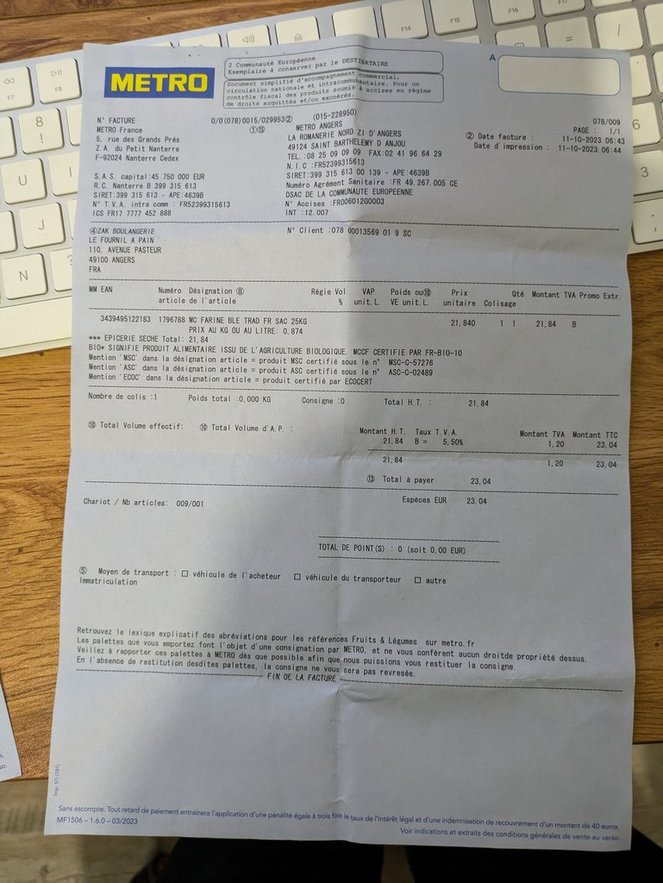 METRO
2 Communauté Européenne
Exemplaire à conserver par le DESTINATAIRE
Document simplifié d'accompagnement commercial,
circulation nationale et intracommunautaire. Pour un
contrôle fiscal des produits soumis à accises en régime
de droits acquittés et/ou exonérés.
A
N° FACTURE 0/0(078)0015/029953② (015-228950) 078/009
METRO France ①⑮ METRO ANGERS PAGE : 1/1
5, rue des Grands Prés LA ROMANERIE NORD ZI D'ANGERS ② Date facture : 11-10-2023 06:43
Z.A. du Petit Nanterre 49124 SAINT BARTHELEMY D ANJOU Date d'impression : 11-10-2023 06:44
F-92024 Nanterre Cedex TEL.:08 25 09 09 09 FAX:02 41 96 64 29
N.I.C :FR52399315613
S.A.S. capital:45 750 000 EUR SIRET:399 315 613 00 139 - APE:4639B
R.C. Nanterre B 399 315 613 Numéro Agrément Sanitaire :FR 49.267.005 CE
SIRET:399 315 613 - APE:4639B DSAC DE LA COMMUNAUTE EUROPEENNE
N° T.V.A intra comm : FR52399315613 N° Accises :FR006012G0003
ICS FR17 7777 452 888 INT :12.007
④ZAK BOULANGERIE N° Client :078 00013569 01 9 SC
LE FOURNIL A PAIN
110, AVENUE PASTEUR
49100 ANGERS
FRA
MM EAN Numéro Désignation ⑧ Régie Vol VAP Poids ou⑩ Prix Qté Montant TVA Promo Extr.
article de l'article % unit.L. VE unit.L. unitaire Colisage
3439495122183 1796788 MC FARINE BLE TRAD FR SAC 25KG 21,840 1 1 21,84 B
PRIX AU KG OU AU LITRE: 0,874
*** EPICERIE SECHE Total: 21,84
BIO* SIGNIFIE PRODUIT ALIMENTAIRE ISSU DE L'AGRICULTURE BIOLOGIQUE. MCCF CERTIFIE PAR FR-BIO-10
Mention 'MSC' dans la désignation article = produit MSC certifié sous le n° MSC-C-57276
Mention 'ASC' dans la désignation article = produit ASC certifié sous le n° ASC-C-02489
Mention 'ECOC' dans la désignation article = produit certifié par ECOCERT
Nombre de colis :1 Poids total :0,000 KG Consigne :0 Total H.T. : 21,84
⑩ Total Volume effectif: ⑩ Total Volume d'A.P. : Montant H.T. Taux T.V.A. Montant TVA Montant TTC
21,84 B = 5,50% 1,20 23,04
21,84 1,20 23,04
⑬ Total à payer 23,04
Chariot / Nb articles: 009/001 Espèces EUR 23,04
TOTAL DE POINT(S) : 0 (soit 0,00 EUR)
⑤ Moyen de transport : □ véhicule de l'acheteur □ véhicule du transporteur □ autre
Immatriculation
Retrouvez le lexique explicatif des abréviations pour les références Fruits & Légumes sur metro.fr
Les palettes que vous emportez font l'objet d'une consignation par METRO, et ne vous confèrent aucun droitde propriété dessus.
Veillez à rapporter ces palettes à METRO dès que possible afin que nous puissions vous restituer la consigne.
En l'absence de restitution desdites palettes, la consigne ne vous sera pas revresée.
FIN DE LA FACTURE
Sans escompte. Tout retard de paiement entrainera l'application d'une pénalité égale à trois fois le taux de l'intérêt légal et d'une indemnisation de recouvrement d'un montant de 40 euros.
MF1506 – 1.6.0 – 03/2023 Voir indications et extraits des conditions générales de vente au verso.